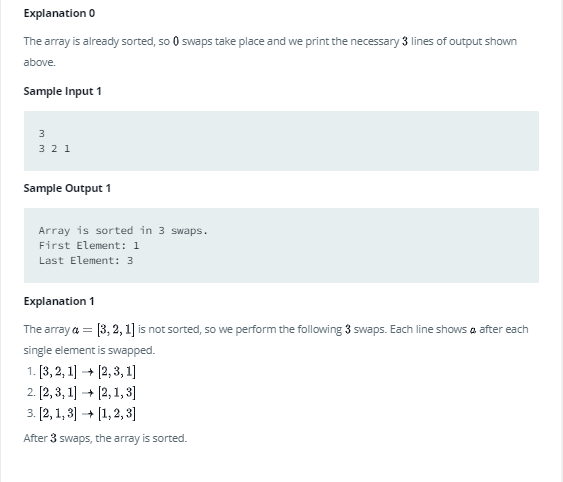 Explanation 0
The array is already sorted, so 0 swaps take place and we print the necessary 3 lines of output shown
above.
Sample Input 1
3
3 2 1
Sample Output 1
Array is sorted in 3 swaps.
First Element: 1
Last Element: 3
Explanation 1
The array a = [3, 2, 1] is not sorted, so we perform the following 3 swaps. Each line shows a after each
single element is swapped.
1. [3, 2, 1] → [2, 3, 1]
2. [2, 3, 1] → [2, 1, 3]
3. [2, 1, 3] → [1, 2, 3]
After 3 swaps, the array is sorted.